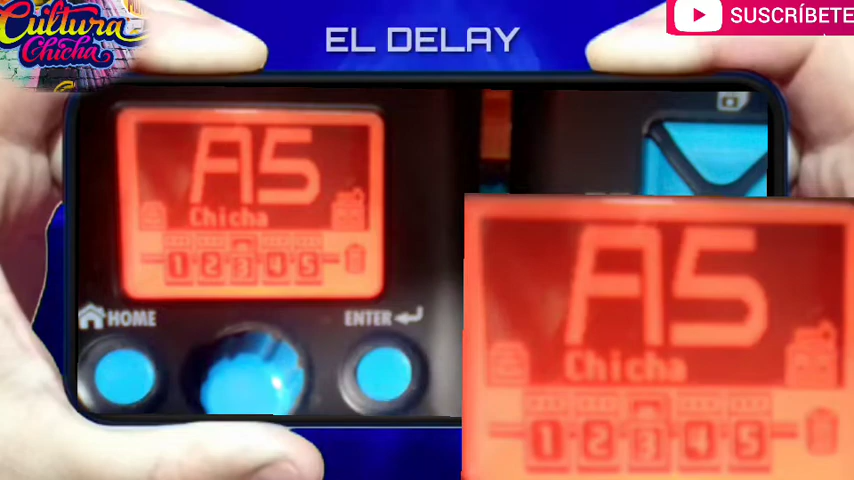 Cultura
Chicha
EL DELAY
SUSCRÍBETE
A5
Chicha
1 2 3 4 5
HOME
ENTER
A5
Chicha
1 2 3 4 5